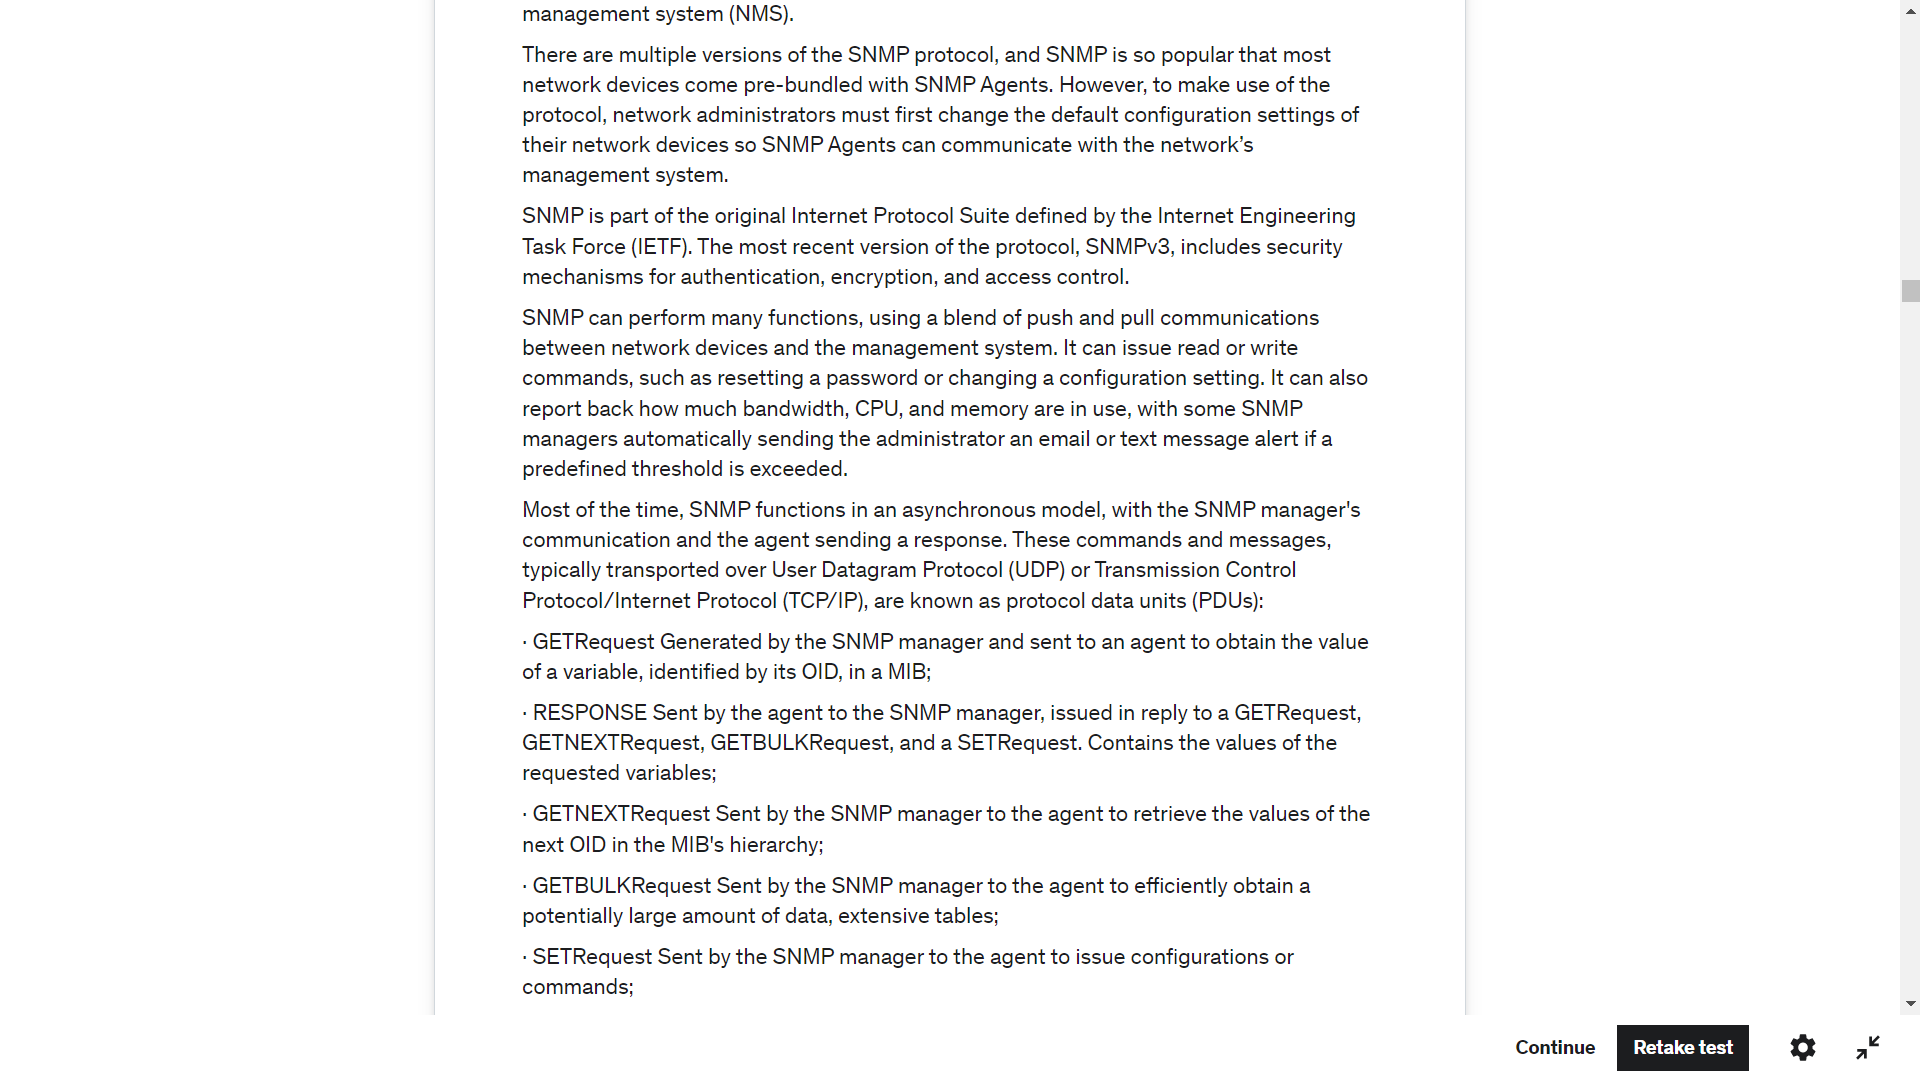 management system (NMS).
There are multiple versions of the SNMP protocol, and SNMP is so popular that most
network devices come pre-bundled with SNMP Agents. However, to make use of the
protocol, network administrators must first change the default configuration settings of
their network devices so SNMP Agents can communicate with the network’s
management system.
SNMP is part of the original Internet Protocol Suite defined by the Internet Engineering
Task Force (IETF). The most recent version of the protocol, SNMPv3, includes security
mechanisms for authentication, encryption, and access control.
SNMP can perform many functions, using a blend of push and pull communications
between network devices and the management system. It can issue read or write
commands, such as resetting a password or changing a configuration setting. It can also
report back how much bandwidth, CPU, and memory are in use, with some SNMP
managers automatically sending the administrator an email or text message alert if a
predefined threshold is exceeded.
Most of the time, SNMP functions in an asynchronous model, with the SNMP manager's
communication and the agent sending a response. These commands and messages,
typically transported over User Datagram Protocol (UDP) or Transmission Control
Protocol/Internet Protocol (TCP/IP), are known as protocol data units (PDUs):
· GETRequest Generated by the SNMP manager and sent to an agent to obtain the value
of a variable, identified by its OID, in a MIB;
· RESPONSE Sent by the agent to the SNMP manager, issued in reply to a GETRequest,
GETNEXTRequest, GETBULKRequest, and a SETRequest. Contains the values of the
requested variables;
· GETNEXTRequest Sent by the SNMP manager to the agent to retrieve the values of the
next OID in the MIB's hierarchy;
· GETBULKRequest Sent by the SNMP manager to the agent to efficiently obtain a
potentially large amount of data, extensive tables;
· SETRequest Sent by the SNMP manager to the agent to issue configurations or
commands;
Continue
Retake test